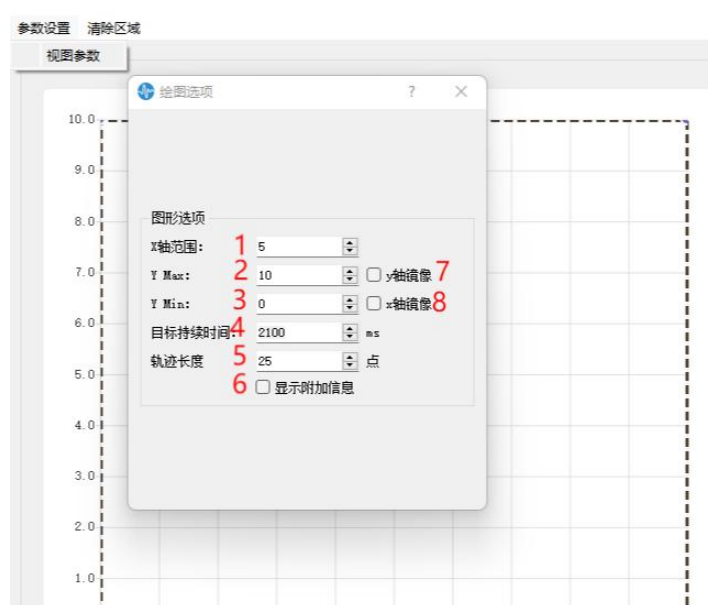 参数设置 清除区域
视图参数
绘图选项 ? ×
10.0
9.0
8.0
7.0
6.0
5.0
4.0
3.0
2.0
1.0
图形选项
X轴范围: 1 5
Y Max: 2 10 y轴镜像 7
Y Min: 3 0 x轴镜像 8
目标持续时间: 4 2100 ms
轨迹长度 5 25 点
6 显示附加信息